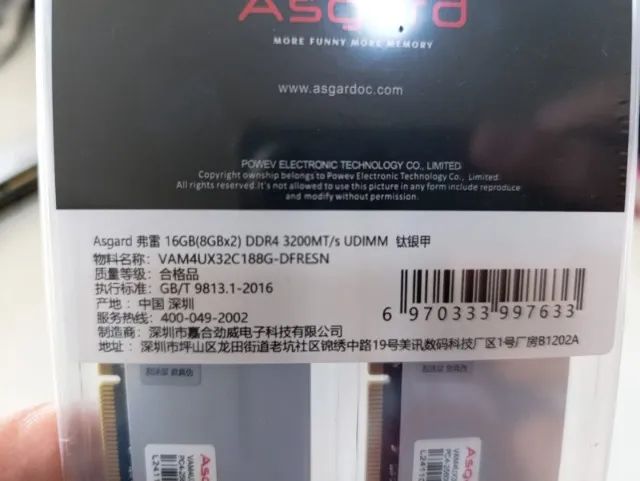 Asgard
MORE FUNNY MORE MEMORY
www.asgardoc.com
POWEV ELECTRONIC TECHNOLOGY CO., LIMITED
Copyright ownership belongs to Powev Electronic Technology Co., Limited,
All rights reserved.It's not allowed to use this picture in any form include reproduce
and modify without permission.
Asgard 弗雷 16GB(8GBx2) DDR4 3200MT/s UDIMM 钛银甲
物料名称: VAM4UX32C188G-DFRESN
质量等级: 合格品
执行标准: GB/T 9813.1-2016
产地 : 中国 深圳
服务热线: 400-049-2002
制造商: 深圳市嘉合劲威电子科技有限公司
地址 : 深圳市坪山区龙田街道老坑社区锦绣中路19号美讯数码科技厂区1号厂房B1202A
6 970333 997633